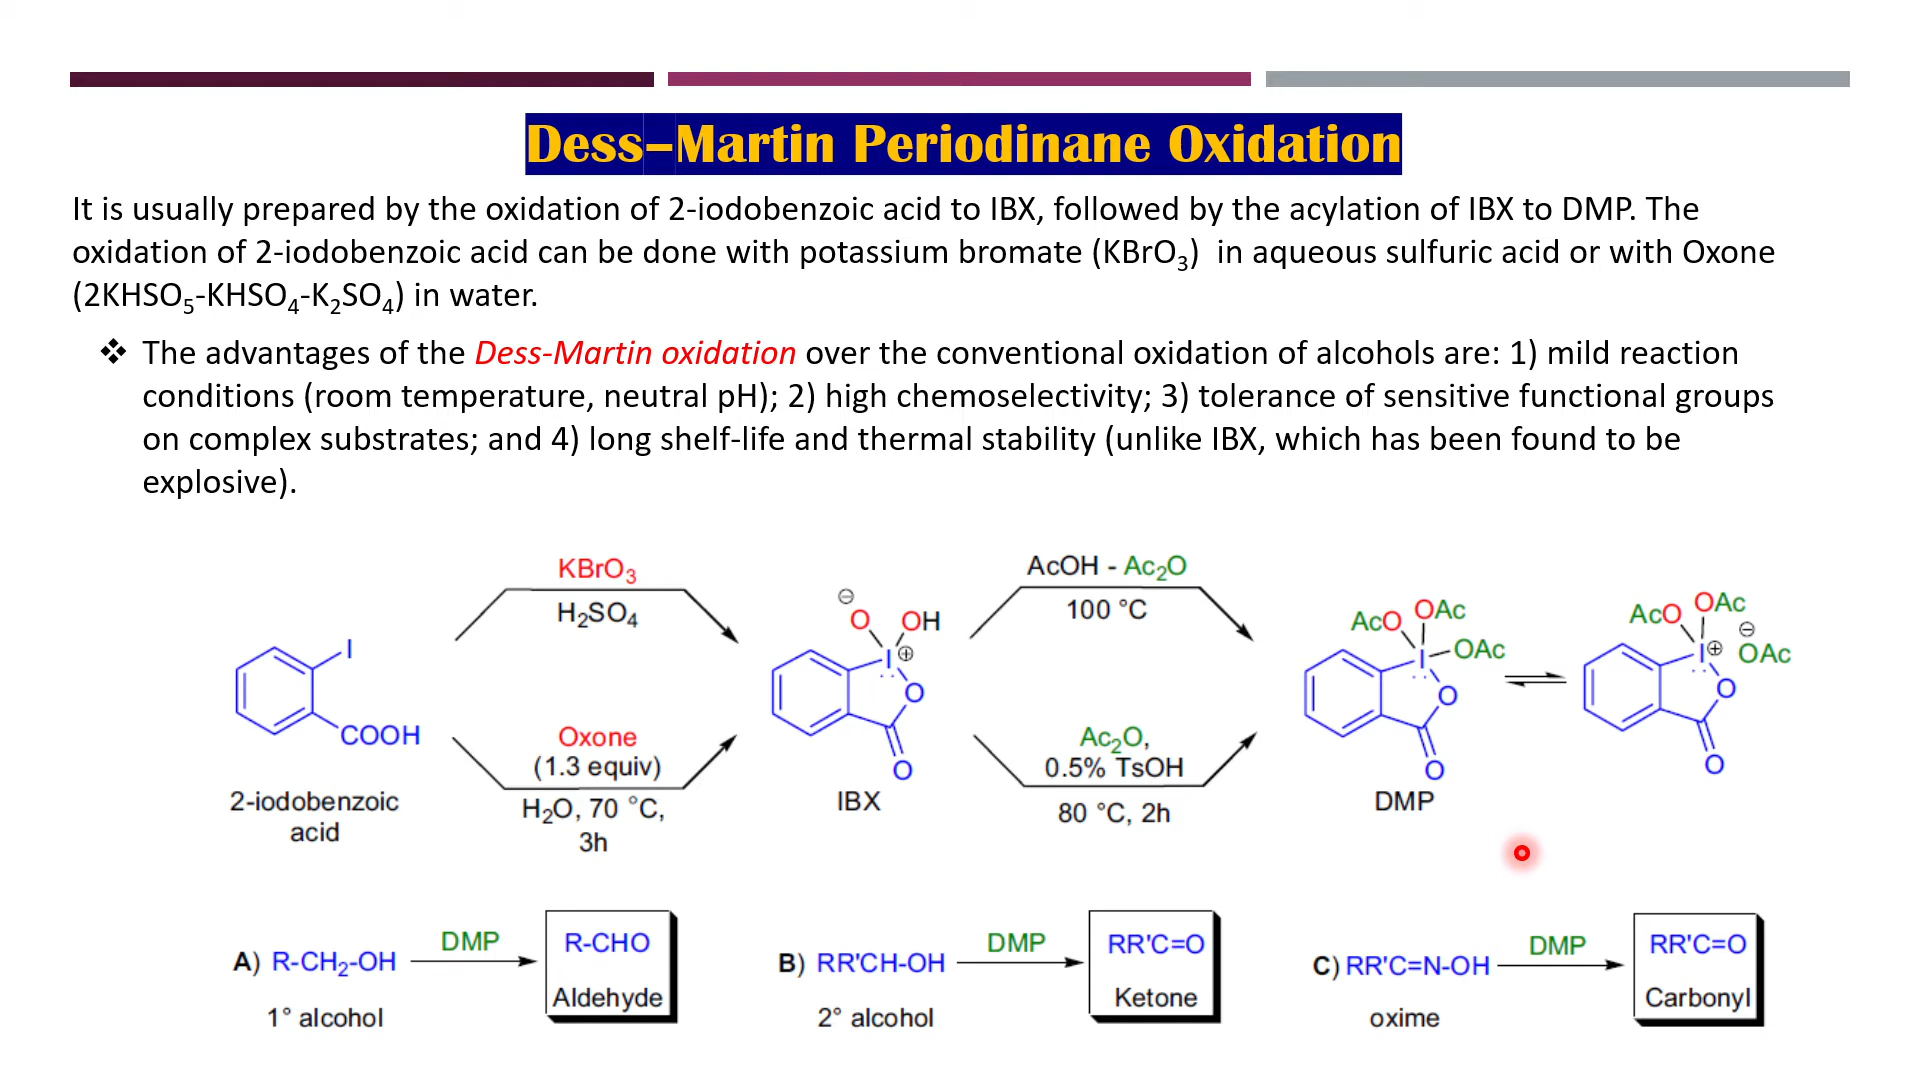 Dess–Martin Periodinane Oxidation
It is usually prepared by the oxidation of 2-iodobenzoic acid to IBX, followed by the acylation of IBX to DMP. The
oxidation of 2-iodobenzoic acid can be done with potassium bromate (KBrO₃) in aqueous sulfuric acid or with Oxone
(2KHSO₅-KHSO₄-K₂SO₄) in water.
❖ The advantages of the Dess-Martin oxidation over the conventional oxidation of alcohols are: 1) mild reaction
conditions (room temperature, neutral pH); 2) high chemoselectivity; 3) tolerance of sensitive functional groups
on complex substrates; and 4) long shelf-life and thermal stability (unlike IBX, which has been found to be
explosive).
I
COOH
2-iodobenzoic
acid
KBrO₃
H₂SO₄
Oxone
(1.3 equiv)
H₂O, 70 °C,
3h
⊖
O OH
I ⊕
O
O
IBX
AcOH - Ac₂O
100 °C
Ac₂O,
0.5% TsOH
80 °C, 2h
AcO OAc
I OAc
O
O
DMP
AcO OAc
⊖
I ⊕ OAc
O
O
A) R-CH₂-OH DMP R-CHO
1° alcohol Aldehyde
B) RR'CH-OH DMP RR'C=O
2° alcohol Ketone
C) RR'C=N-OH DMP RR'C=O
oxime Carbonyl